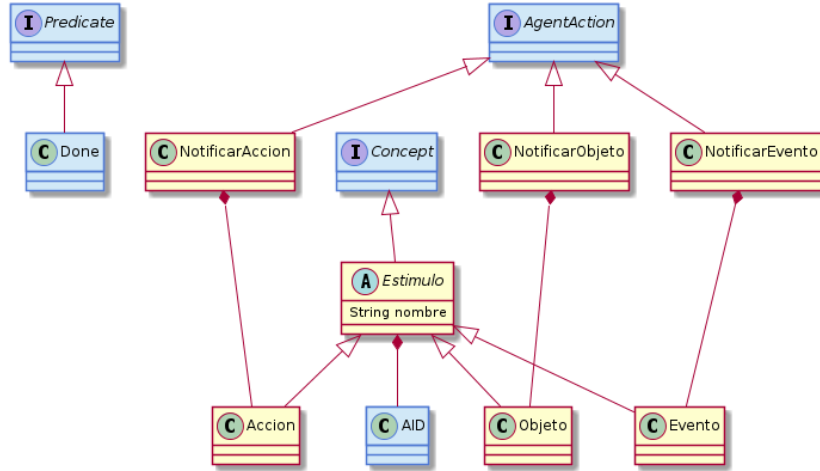 I Predicate
I AgentAction
C Done
C NotificarAccion
I Concept
C NotificarObjeto
C NotificarEvento
A Estimulo
String nombre
C Accion
C AID
C Objeto
C Evento